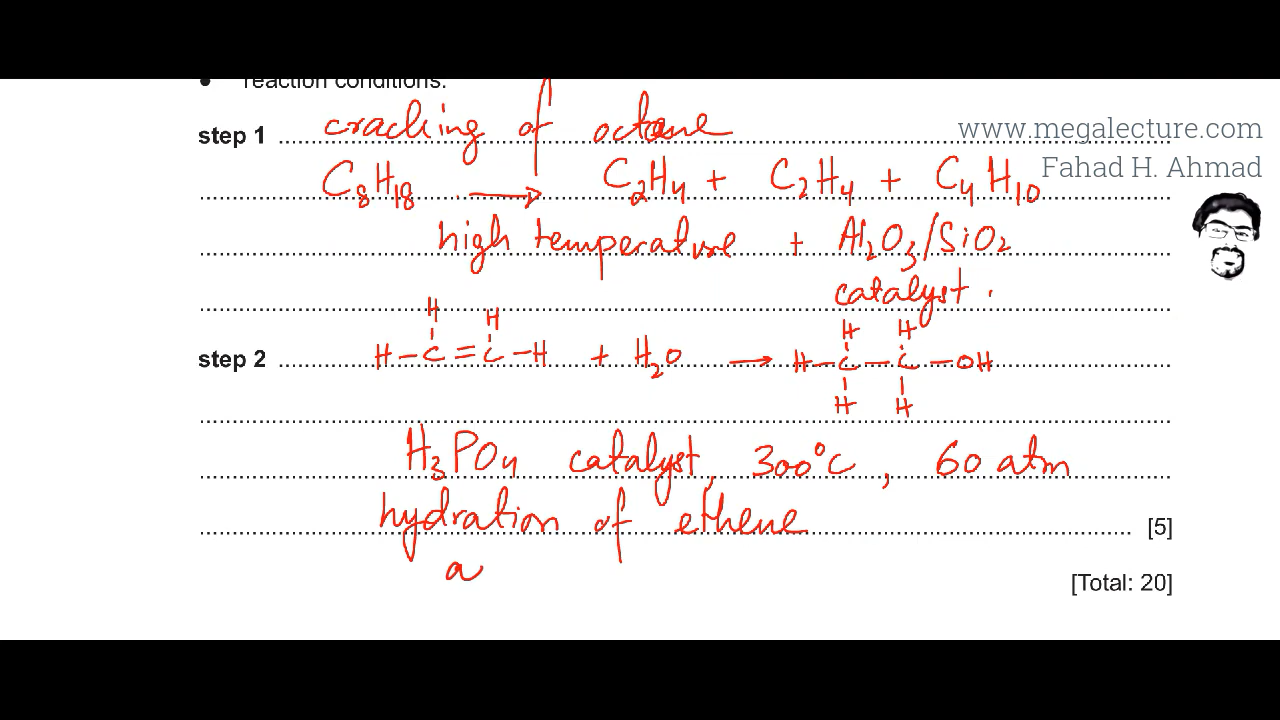 • reaction conditions.
www.megalecture.com
Fahad H. Ahmad
step 1 cracking of octane
C₈H₁₈ → C₂H₄ + C₂H₄ + C₄H₁₀
high temperature + Al₂O₃/SiO₂
catalyst.
H H H H
step 2 H-C=C-H + H₂O → H-C-C-OH
H H
H₃PO₄ catalyst, 300°C, 60 atm
hydration of ethene [5]
a
[Total: 20]